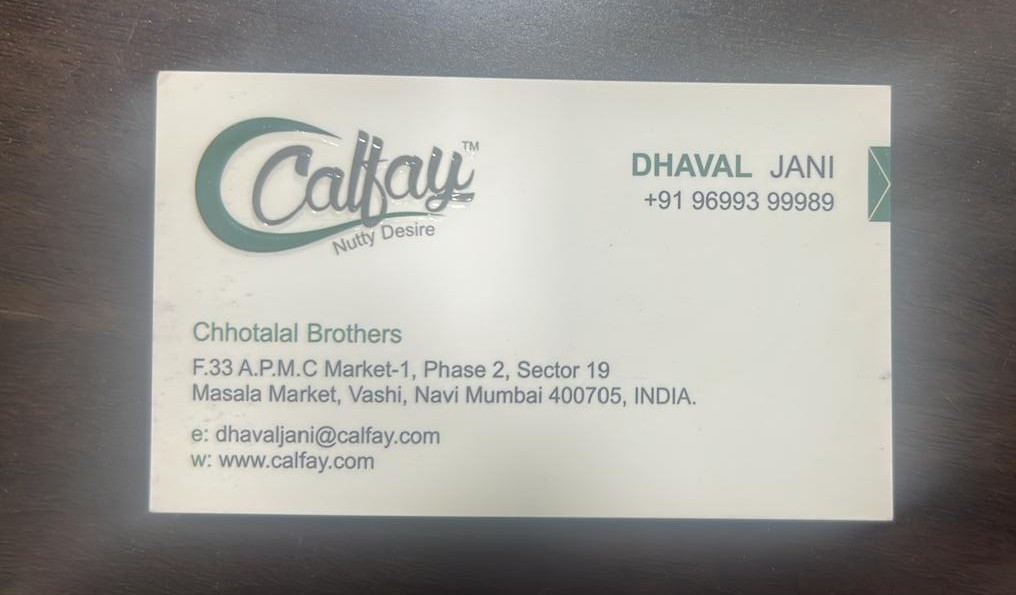 Calfay™
Nutty Desire
DHAVAL JANI
+91 96993 99989
Chhotalal Brothers
F.33 A.P.M.C Market-1, Phase 2, Sector 19
Masala Market, Vashi, Navi Mumbai 400705, INDIA.
e: dhavaljani@calfay.com
w: www.calfay.com